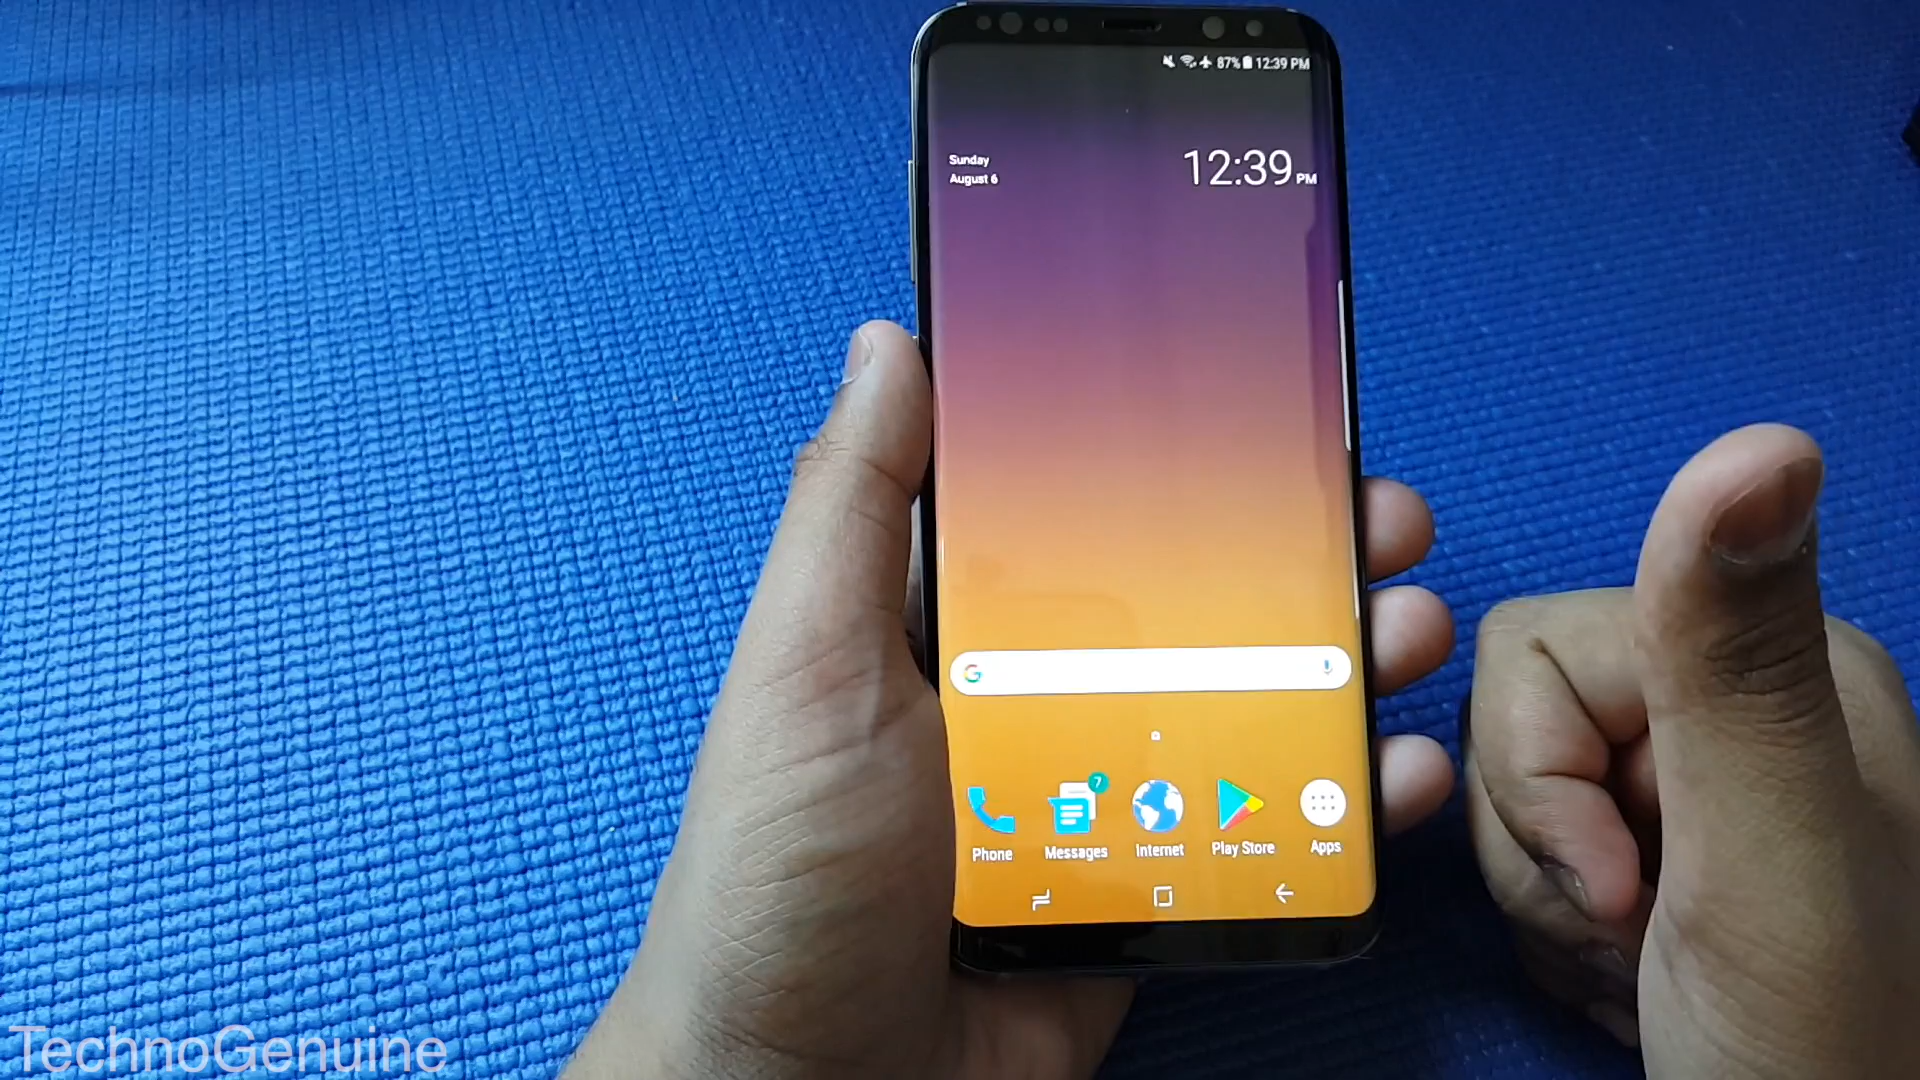 87% 12:39 PM
Sunday
August 6
12:39 PM
G
7
Phone
Messages
Internet
Play Store
Apps
TechnoGenuine